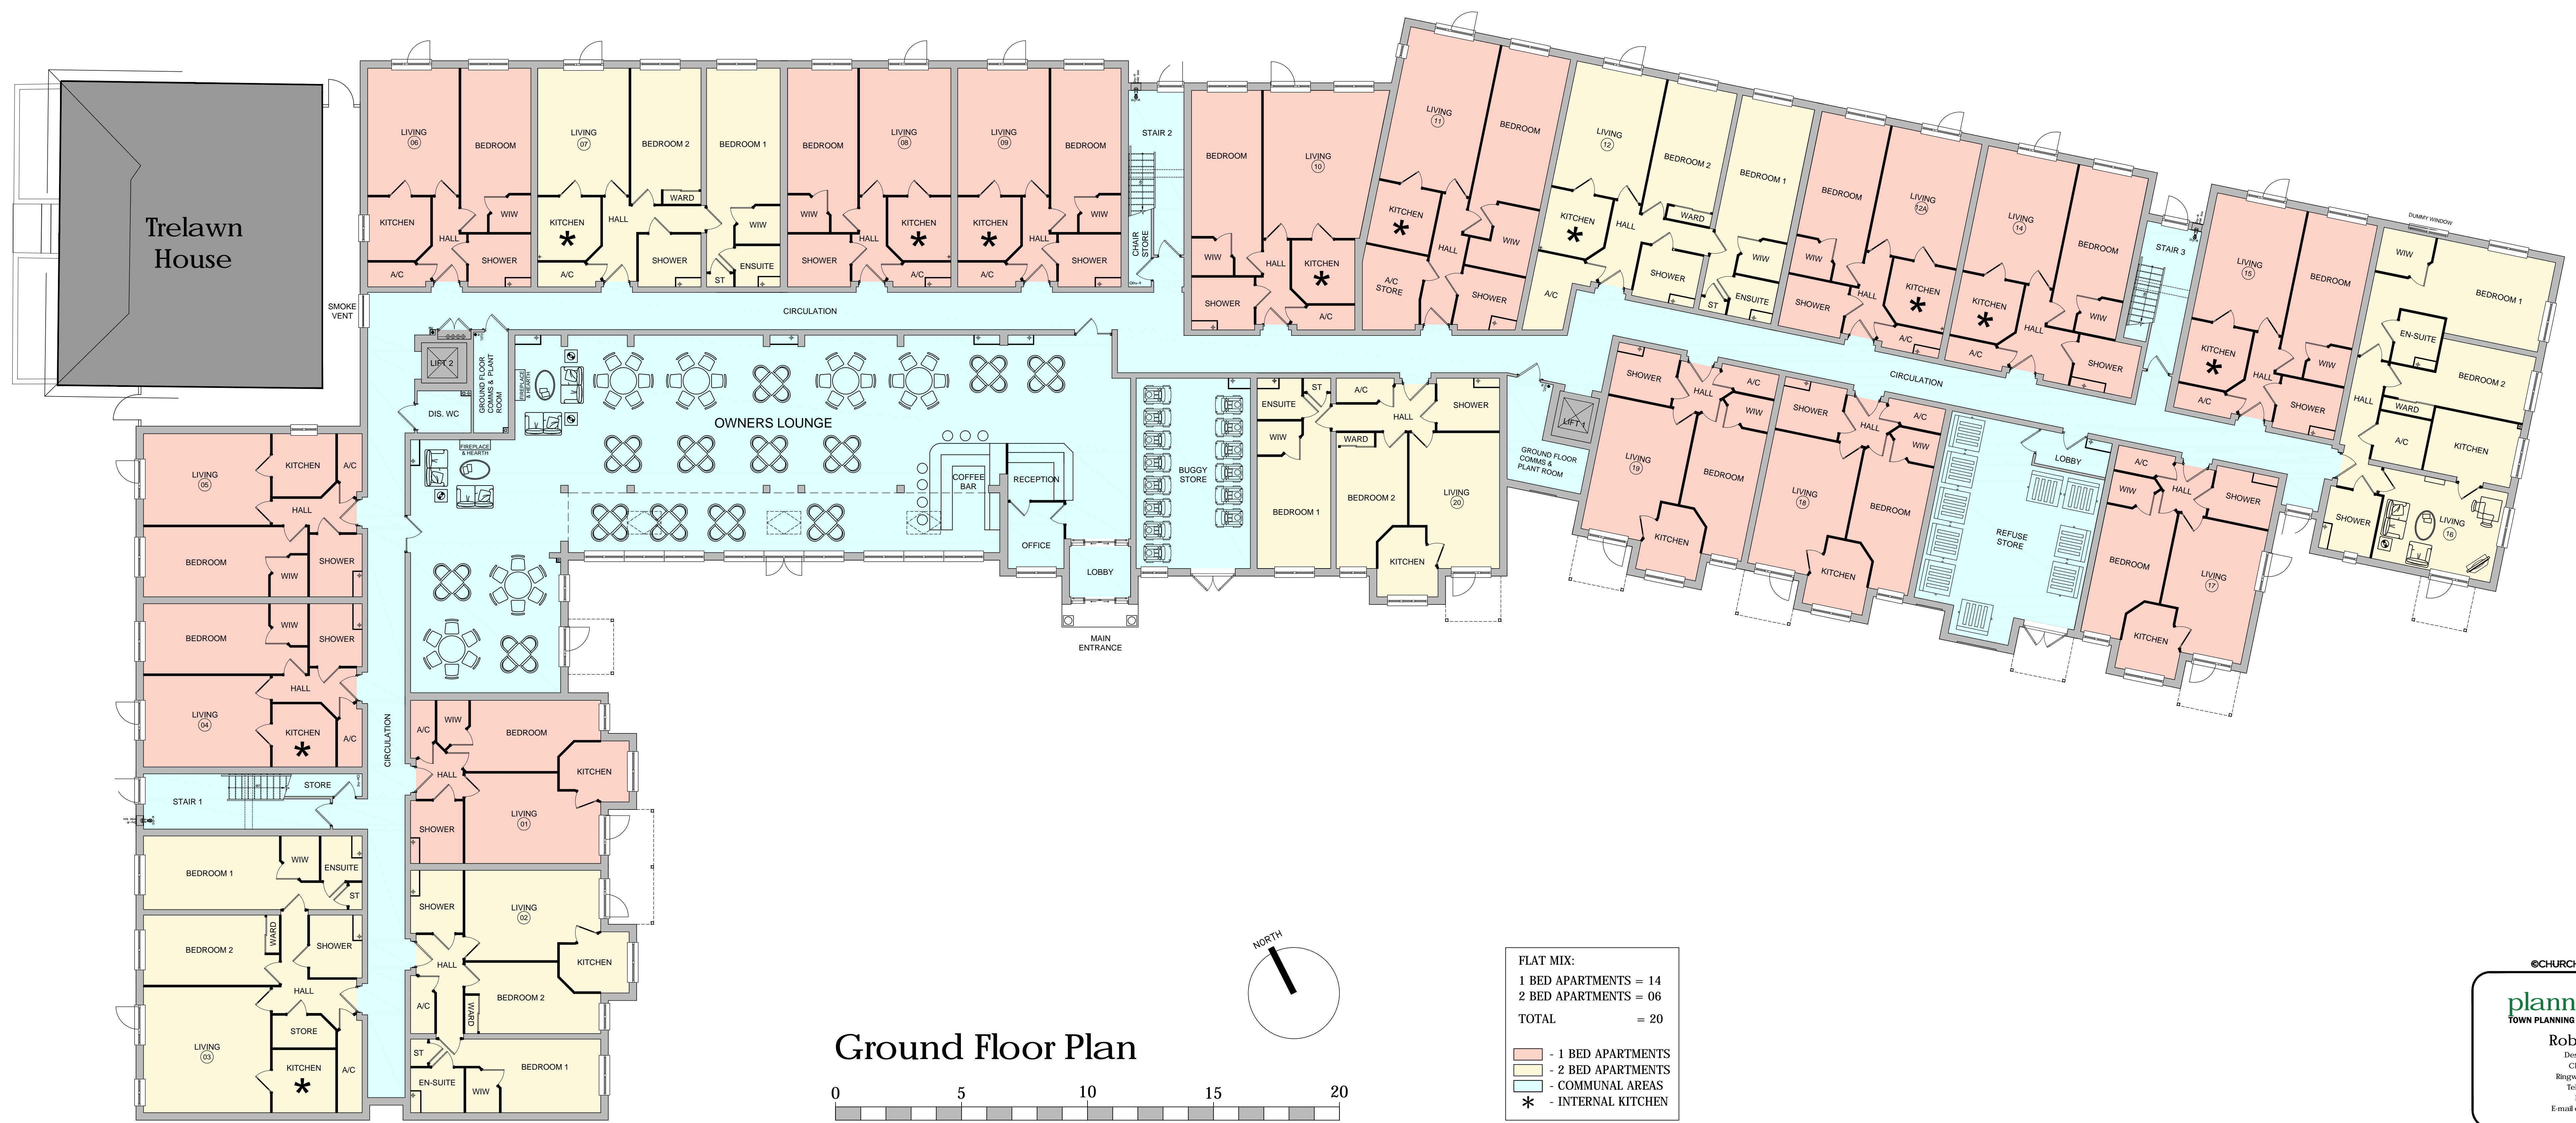 Trelawn
House
SMOKE
VENT
LIVING
06
BEDROOM
KITCHEN
WIW
HALL
A/C
SHOWER
LIVING
07
BEDROOM 2
BEDROOM 1
WARD
KITCHEN
HALL
WIW
A/C
SHOWER
ENSUITE
ST
BEDROOM
LIVING
08
WIW
KITCHEN
HALL
SHOWER
A/C
LIVING
09
BEDROOM
KITCHEN
WIW
HALL
A/C
SHOWER
STAIR 2
CHAIR
STORE
BEDROOM
LIVING
10
WIW
HALL
KITCHEN
SHOWER
A/C
LIVING
11
BEDROOM
KITCHEN
WIW
HALL
A/C
STORE
SHOWER
LIVING
12
BEDROOM 2
BEDROOM 1
WARD
KITCHEN
HALL
WIW
SHOWER
A/C
ENSUITE
ST
BEDROOM
LIVING
12A
WIW
KITCHEN
HALL
SHOWER
A/C
LIVING
14
BEDROOM
KITCHEN
WIW
HALL
A/C
SHOWER
STAIR 3
LIVING
15
BEDROOM
KITCHEN
WIW
HALL
A/C
SHOWER
DUMMY WINDOW
WIW
BEDROOM 1
EN-SUITE
BEDROOM 2
HALL
WARD
A/C
KITCHEN
SHOWER
LIVING
16
CIRCULATION
CIRCULATION
LIFT 2
DIS. WC
GROUND FLOOR
COMMS & PLANT
ROOM
FIREPLACE
& HEARTH
FIREPLACE
& HEARTH
OWNERS LOUNGE
COFFEE
BAR
RECEPTION
OFFICE
LOBBY
MAIN
ENTRANCE
BUGGY
STORE
ENSUITE
ST
A/C
HALL
SHOWER
WIW
WARD
BEDROOM 1
BEDROOM 2
LIVING
20
KITCHEN
LIFT 1
GROUND FLOOR
COMMS &
PLANT ROOM
SHOWER
HALL
A/C
WIW
LIVING
19
BEDROOM
KITCHEN
SHOWER
HALL
A/C
WIW
LIVING
18
BEDROOM
KITCHEN
REFUSE
STORE
LOBBY
A/C
WIW
HALL
SHOWER
BEDROOM
LIVING
17
KITCHEN
LIVING
05
KITCHEN
A/C
HALL
BEDROOM
WIW
SHOWER
BEDROOM
WIW
SHOWER
HALL
LIVING
04
KITCHEN
A/C
CIRCULATION
STAIR 1
STORE
BEDROOM 1
WIW
ENSUITE
ST
BEDROOM 2
WARD
SHOWER
HALL
STORE
LIVING
03
KITCHEN
A/C
A/C
WIW
BEDROOM
HALL
KITCHEN
LIVING
01
SHOWER
SHOWER
LIVING
02
HALL
KITCHEN
A/C
WARD
BEDROOM 2
ST
EN-SUITE
WIW
BEDROOM 1
Ground Floor Plan
0 5 10 15 20
NORTH
FLAT MIX:
1 BED APARTMENTS = 14
2 BED APARTMENTS = 06
TOTAL = 20
- 1 BED APARTMENTS
- 2 BED APARTMENTS
- COMMUNAL AREAS
* - INTERNAL KITCHEN
©CHURCH
plann
TOWN PLANNING
Rob
Des
Ringw
Tel
E-mail